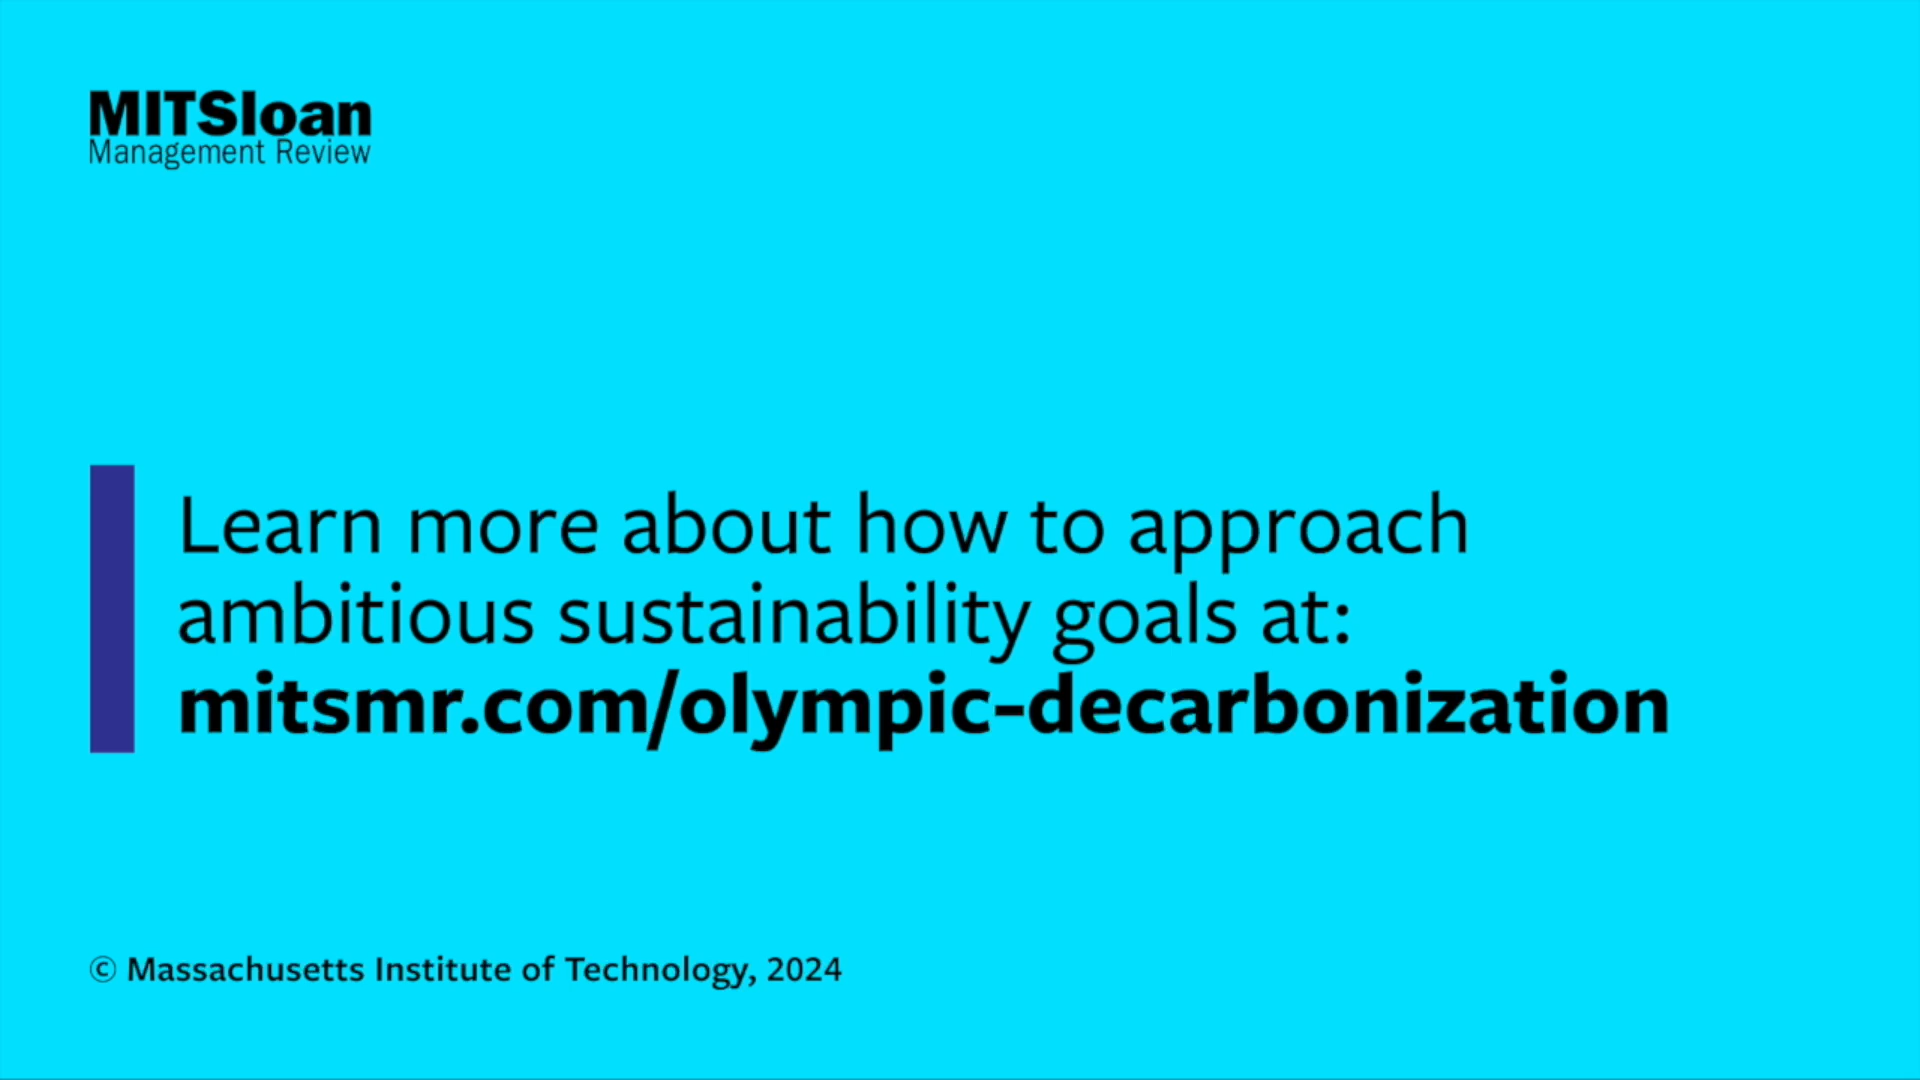 MITSloan
Management Review
Learn more about how to approach
ambitious sustainability goals at:
mitsmr.com/olympic-decarbonization
© Massachusetts Institute of Technology, 2024